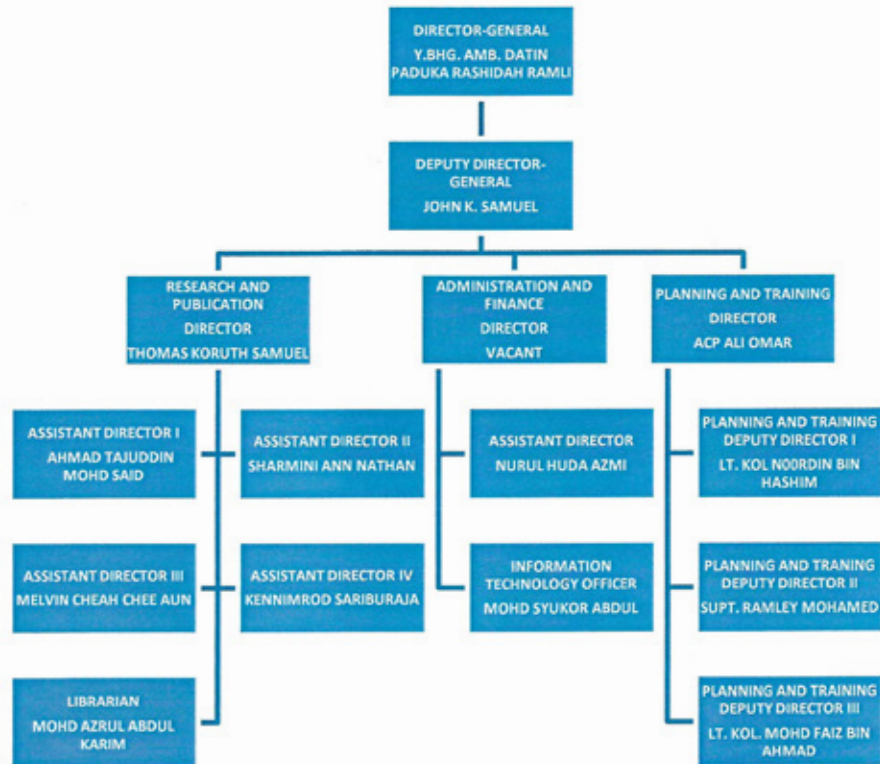 DIRECTOR-GENERAL
Y.BHG. AMB. DATIN
PADUKA RASHIDAH RAMLI
DEPUTY DIRECTOR-
GENERAL
JOHN K. SAMUEL
RESEARCH AND
PUBLICATION
DIRECTOR
THOMAS KORUTH SAMUEL
ADMINISTRATION AND
FINANCE
DIRECTOR
VACANT
PLANNING AND TRAINING
DIRECTOR
ACP ALI OMAR
ASSISTANT DIRECTOR I
AHMAD TAJUDDIN
MOHD SAID
ASSISTANT DIRECTOR II
SHARMINI ANN NATHAN
ASSISTANT DIRECTOR
NURUL HUDA AZMI
PLANNING AND TRAINING
DEPUTY DIRECTOR I
LT. KOL NOORDIN BIN
HASHIM
ASSISTANT DIRECTOR III
MELVIN CHEAH CHEE AUN
ASSISTANT DIRECTOR IV
KENNIMROD SARIBURAJA
INFORMATION
TECHNOLOGY OFFICER
MOHD SYUKOR ABDUL
PLANNING AND TRANING
DEPUTY DIRECTOR II
SUPT. RAMLEY MOHAMED
LIBRARIAN
MOHD AZRUL ABDUL
KARIM
PLANNING AND TRAINING
DEPUTY DIRECTOR III
LT. KOL. MOHD FAIZ BIN
AHMAD